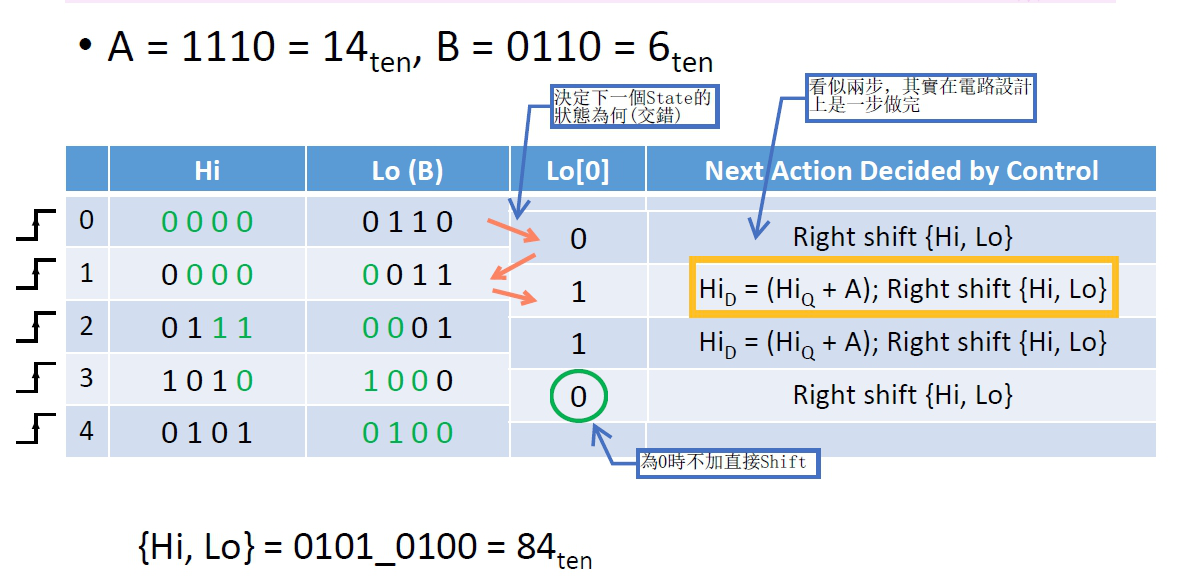 • A = 1110 = 14ten, B = 0110 = 6ten
決定下一個State的
狀態為何(交錯)
看似兩步，其實在電路設計
上是一步做完
Hi Lo (B) Lo[0] Next Action Decided by Control
0 0 0 0 0 0 1 1 0 0 Right shift {Hi, Lo}
1 0 0 0 0 0 0 1 1 1 HiD = (HiQ + A); Right shift {Hi, Lo}
2 0 1 1 1 0 0 0 1 1 HiD = (HiQ + A); Right shift {Hi, Lo}
3 1 0 1 0 1 0 0 0 0 Right shift {Hi, Lo}
4 0 1 0 1 0 1 0 0
為0時不加直接Shift
{Hi, Lo} = 0101_0100 = 84ten